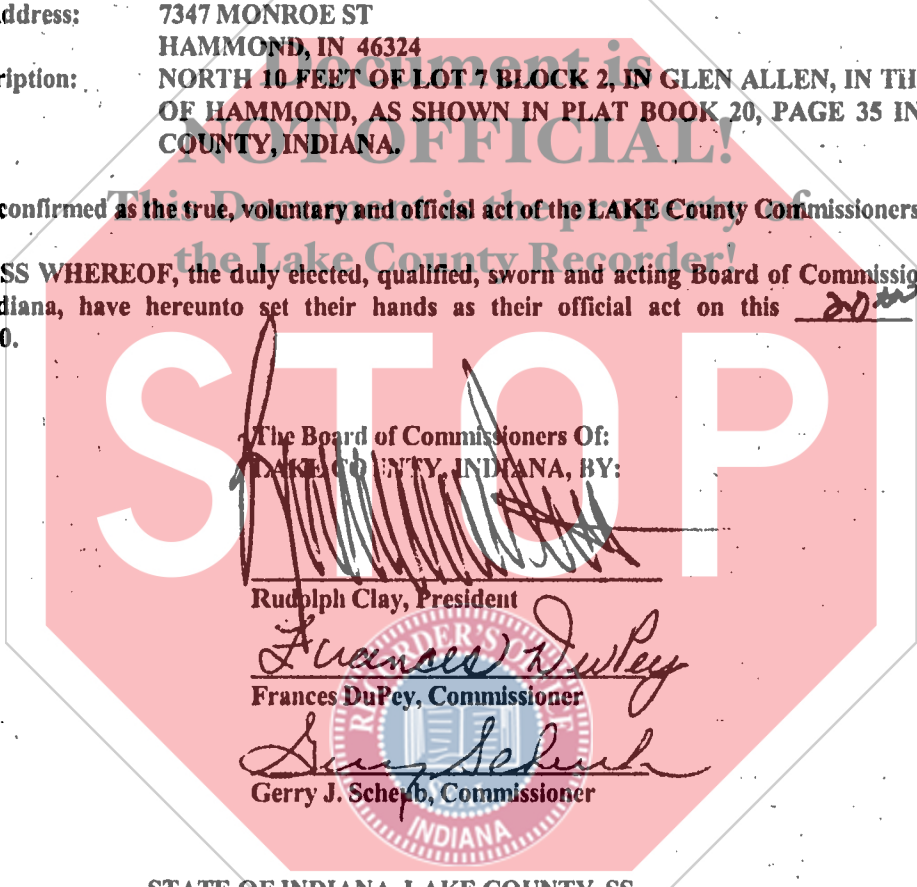 ddress: 7347 MONROE ST
HAMMOND, IN 46324
ription: NORTH 10 FEET OF LOT 7 BLOCK 2, IN GLEN ALLEN, IN TH
OF HAMMOND, AS SHOWN IN PLAT BOOK 20, PAGE 35 IN
COUNTY, INDIANA.
Document is
NOT OFFICIAL!
This Document is the property of
the Lake County Recorder!
confirmed as the true, voluntary and official act of the LAKE County Commissioners
SS WHEREOF, the duly elected, qualified, sworn and acting Board of Commissio
diana, have hereunto set their hands as their official act on this 20th
0.
STOP
The Board of Commissioners Of:
LAKE COUNTY, INDIANA, BY:
Rudolph Clay, President
Frances DuPey
Frances DuPey, Commissioner
Gerry Scheub
Gerry J. Scheub, Commissioner
INDIANA
STATE OF INDIANA, LAKE COUNTY, SS